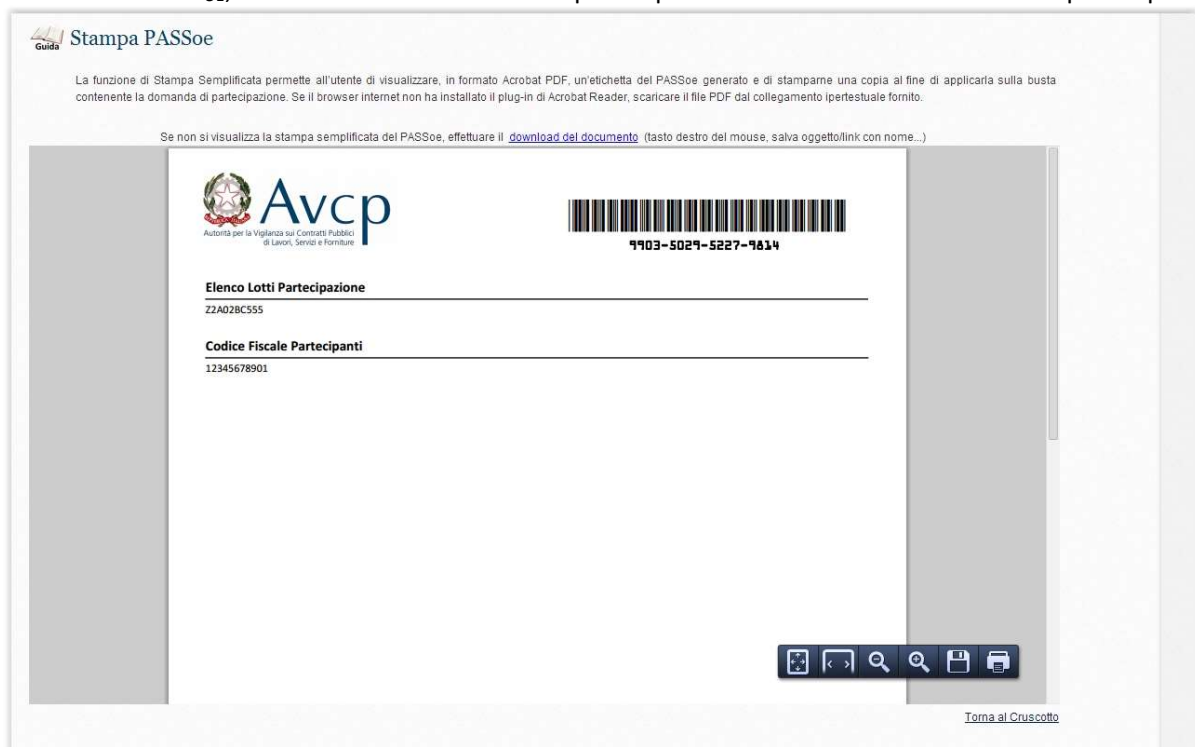 Guida Stampa PASSoe
La funzione di Stampa Semplificata permette all'utente di visualizzare, in formato Acrobat PDF, un'etichetta del PASSoe generato e di stamparne una copia al fine di applicarla sulla busta
contenente la domanda di partecipazione. Se il browser internet non ha installato il plug-in di Acrobat Reader, scaricare il file PDF dal collegamento ipertestuale fornito.
Se non si visualizza la stampa semplificata del PASSoe, effettuare il download del documento (tasto destro del mouse, salva oggetto/link con nome...)
Avcp
Autorità per la Vigilanza sui Contratti Pubblici
di Lavori, Servizi e Forniture
9903-5029-5227-9814
Elenco Lotti Partecipazione
Z2A02BC555
Codice Fiscale Partecipanti
12345678901
Torna al Cruscotto